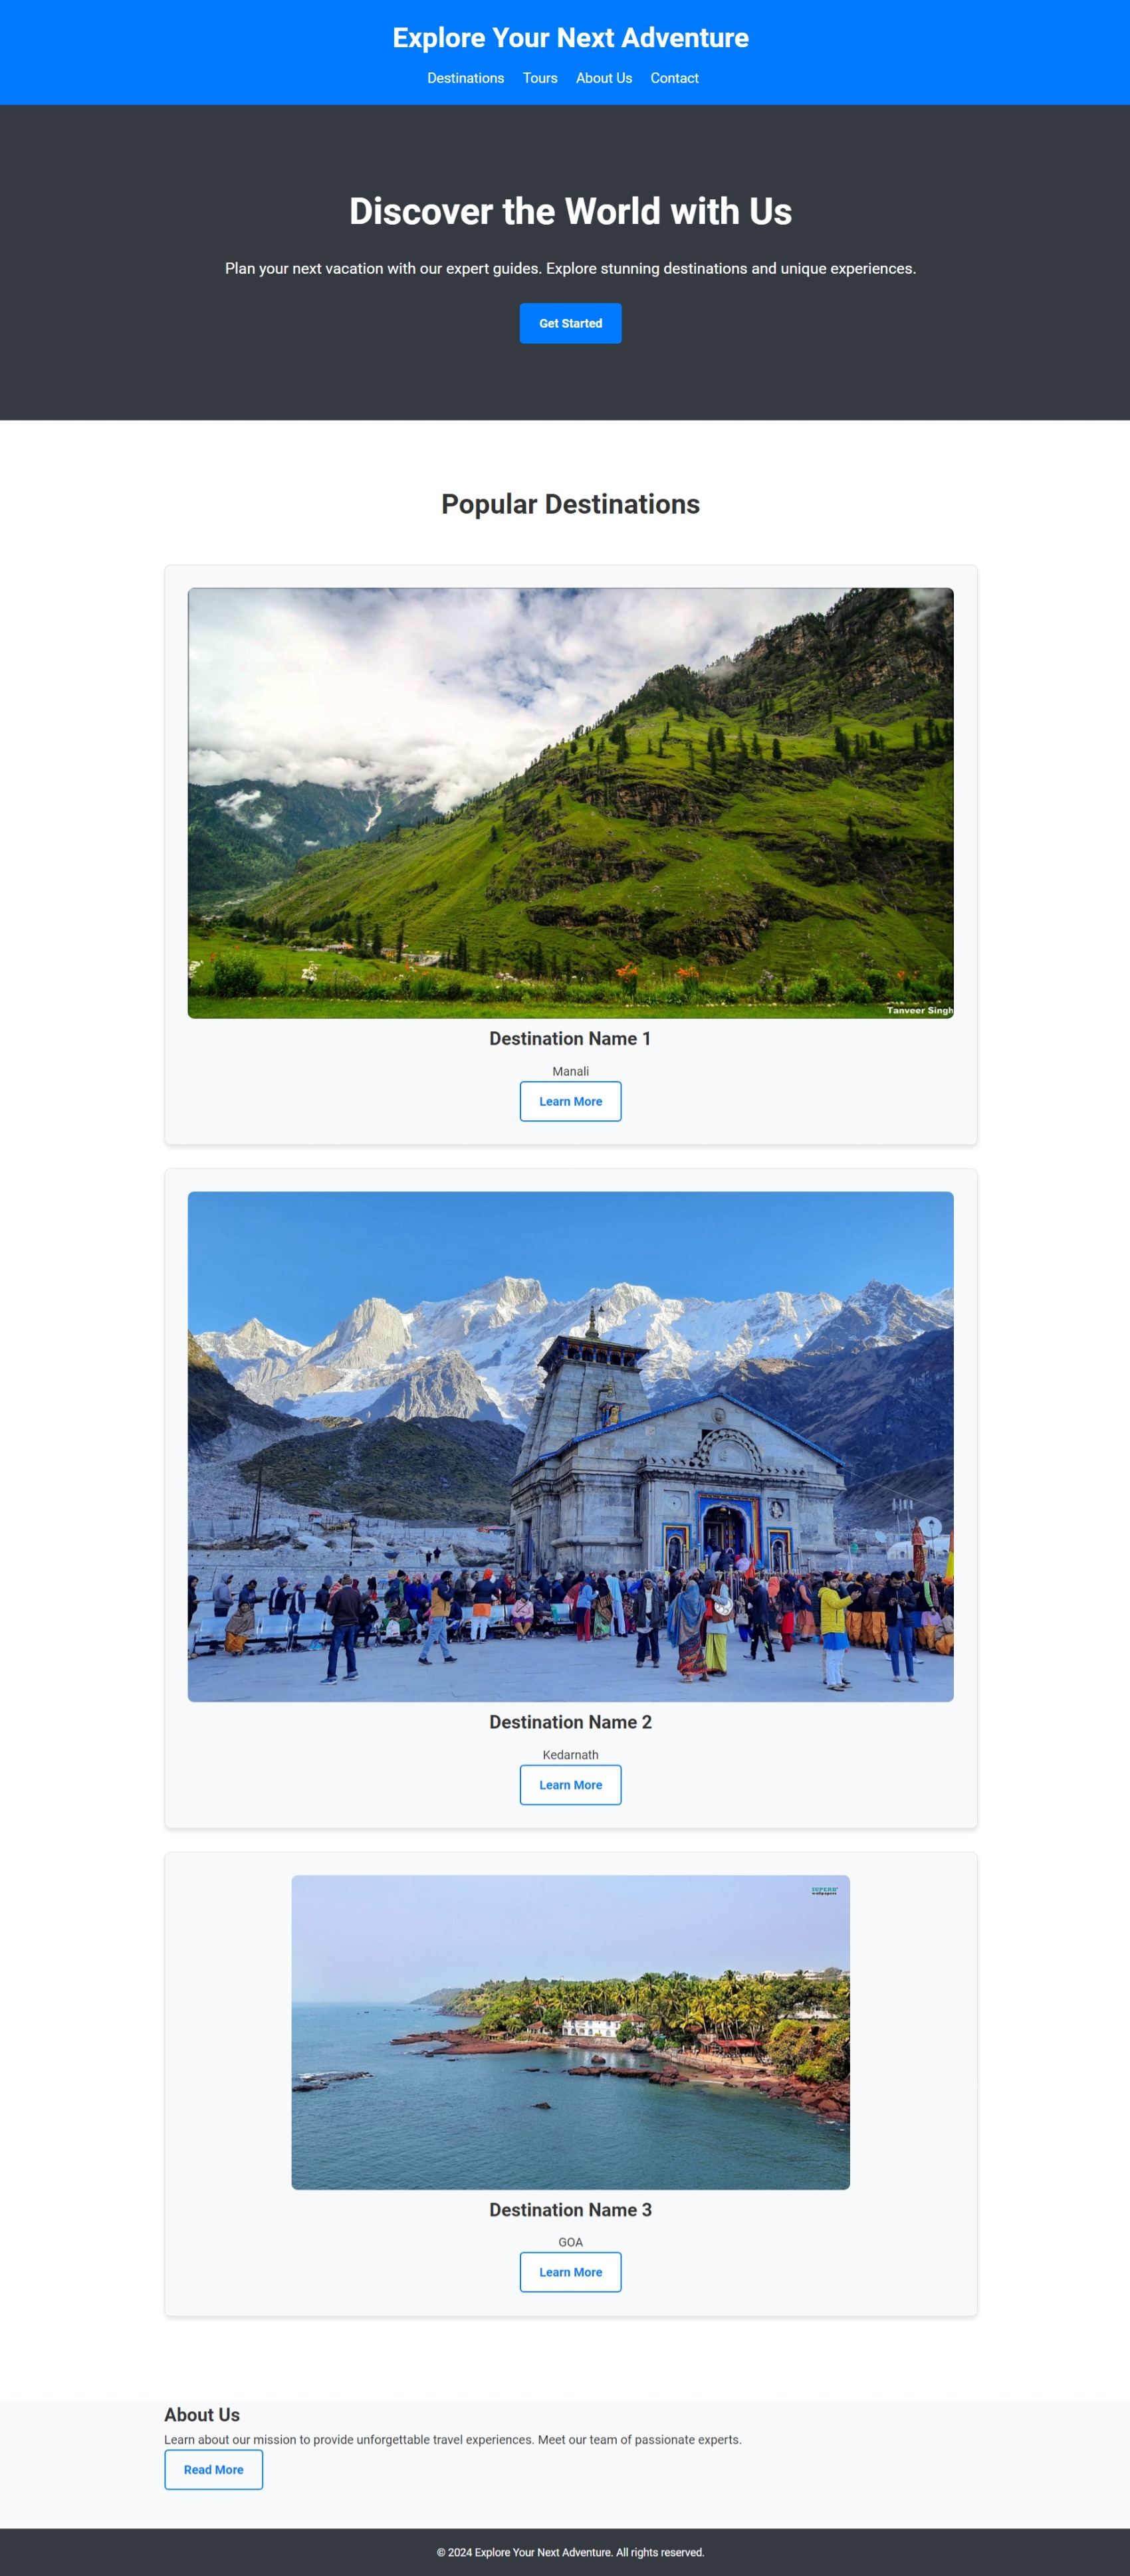 Explore Your Next Adventure
Destinations Tours About Us Contact
Discover the World with Us
Plan your next vacation with our expert guides. Explore stunning destinations and unique experiences.
Get Started
Popular Destinations
Tanveer Singh
Destination Name 1
Manali
Learn More
Destination Name 2
Kedarnath
Learn More
SUPERB
wallpapers
Destination Name 3
GOA
Learn More
About Us
Learn about our mission to provide unforgettable travel experiences. Meet our team of passionate experts.
Read More
© 2024 Explore Your Next Adventure. All rights reserved.